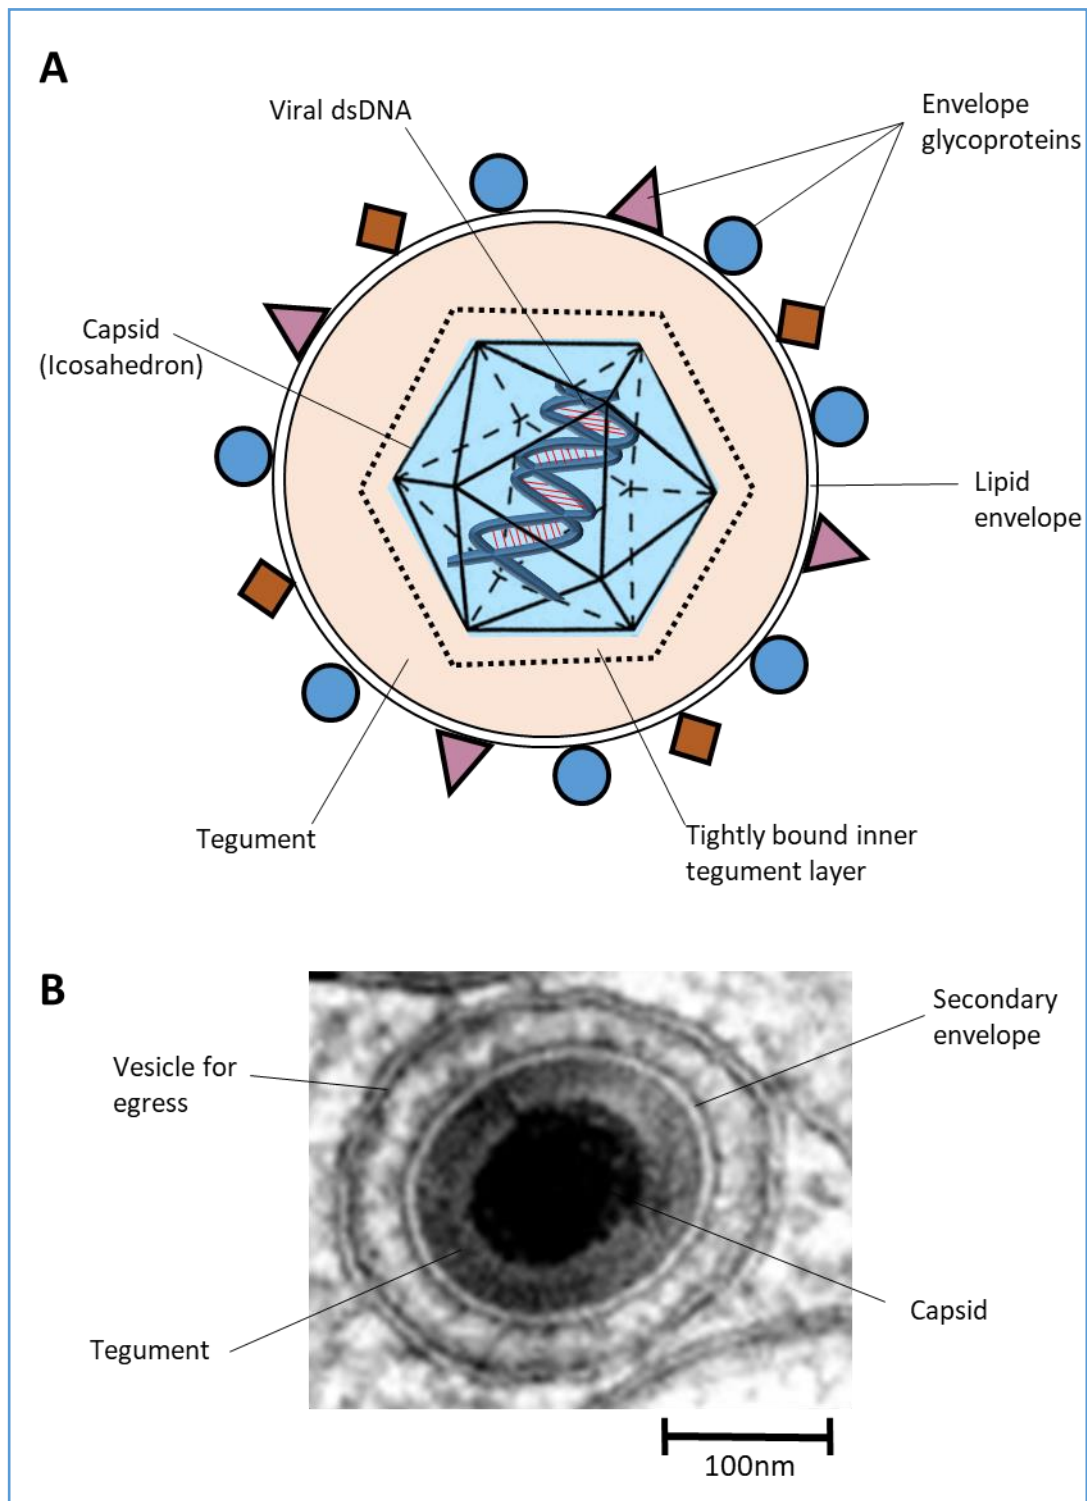 A
Viral dsDNA
Envelope
glycoproteins
Capsid
(Icosahedron)
Lipid
envelope
Tegument
Tightly bound inner
tegument layer
B
Secondary
envelope
Vesicle for
egress
Capsid
Tegument
100nm